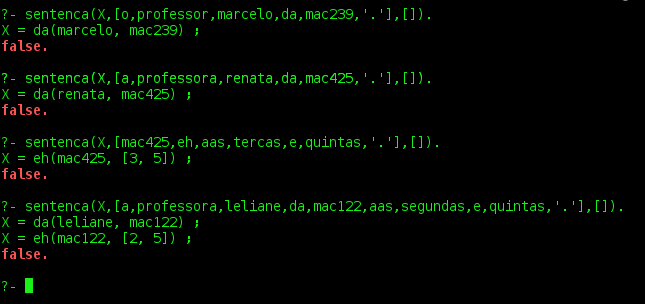 ?- sentenca(X,[o,professor,marcelo,da,mac239,'.'],[]).
X = da(marcelo, mac239) ;
false.
?- sentenca(X,[a,professora,renata,da,mac425,'.'],[]).
X = da(renata, mac425) ;
false.
?- sentenca(X,[mac425,eh,aas,tercas,e,quintas,'.'],[]).
X = eh(mac425, [3, 5]) ;
false.
?- sentenca(X,[a,professora,leliane,da,mac122,aas,segundas,e,quintas,'.'],[]).
X = da(leliane, mac122) ;
X = eh(mac122, [2, 5]) ;
false.
?-